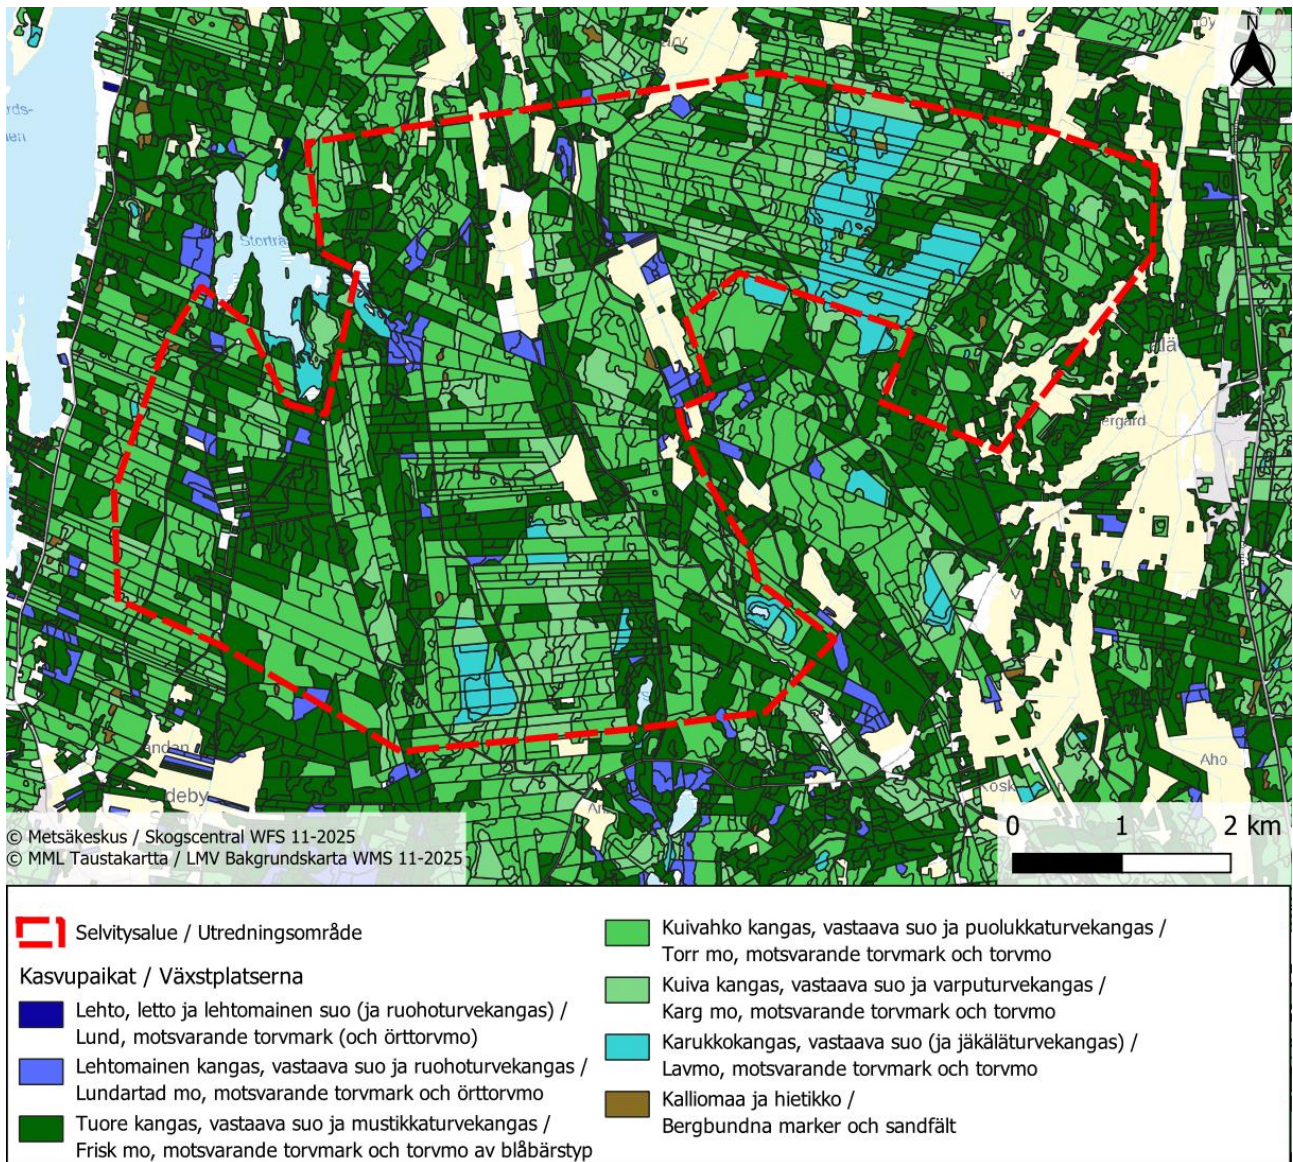 N
Storträ
ergård
Aho
deby
0 1 2 km
© Metsäkeskus / Skogscentral WFS 11-2025
© MML Taustakartta / LMV Bakgrundskarta WMS 11-2025
Selvitysalue / Utredningsområde
Kasvupaikat / Växstplatserna
Lehto, letto ja lehtomainen suo (ja ruohoturvekangas) /
Lund, motsvarande torvmark (och örttorvmo)
Lehtomainen kangas, vastaava suo ja ruohoturvekangas /
Lundartad mo, motsvarande torvmark och örttorvmo
Tuore kangas, vastaava suo ja mustikkaturvekangas /
Frisk mo, motsvarande torvmark och torvmo av blåbärstyp
Kuivahko kangas, vastaava suo ja puolukkaturvekangas /
Torr mo, motsvarande torvmark och torvmo
Kuiva kangas, vastaava suo ja varputurvekangas /
Karg mo, motsvarande torvmark och torvmo
Karukkokangas, vastaava suo (ja jäkäläturvekangas) /
Lavmo, motsvarande torvmark och torvmo
Kalliomaa ja hietikko /
Bergbundna marker och sandfält